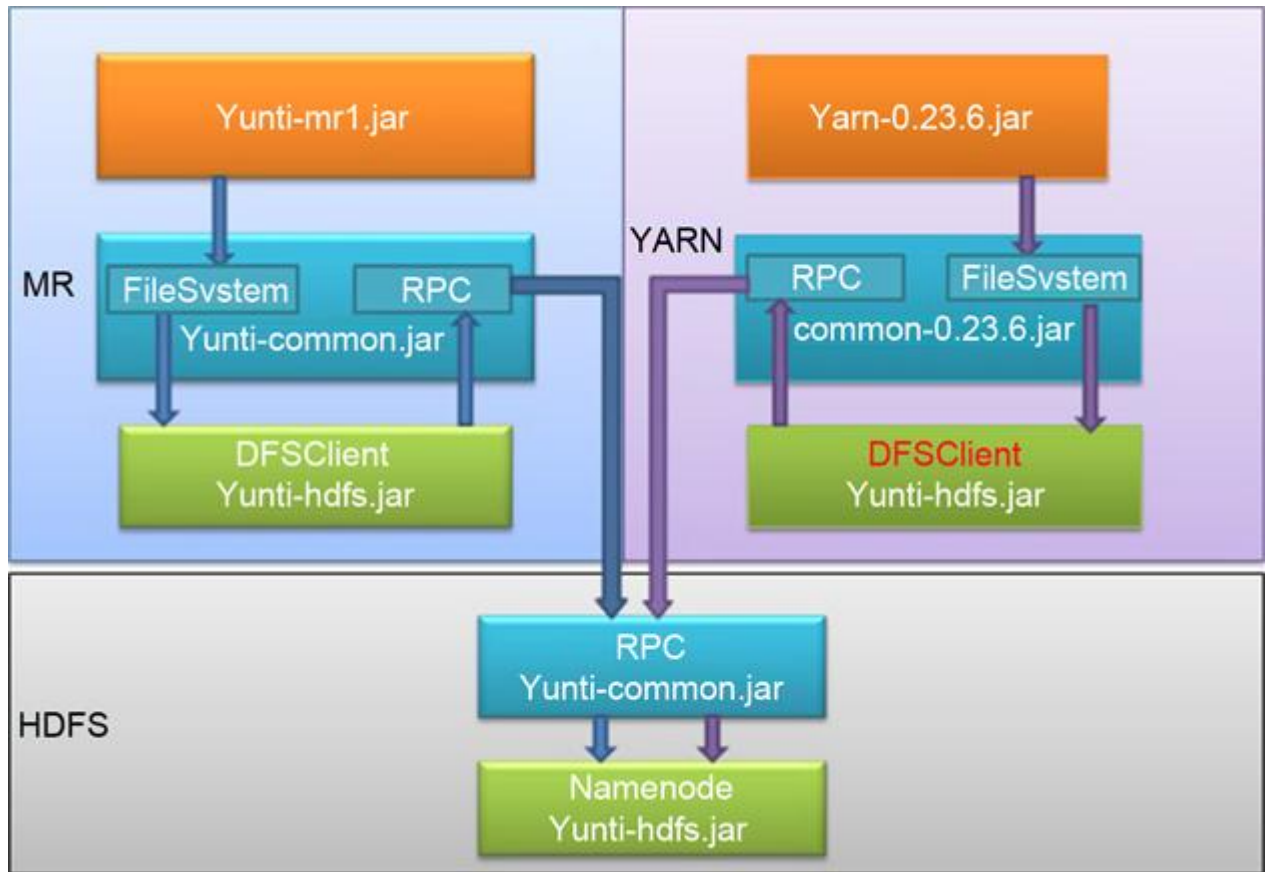 Yunti-mr1.jar
Yarn-0.23.6.jar
YARN
MR
FileSvstem
RPC
Yunti-common.jar
RPC
FileSvstem
common-0.23.6.jar
DFSClient
Yunti-hdfs.jar
DFSClient
Yunti-hdfs.jar
RPC
Yunti-common.jar
HDFS
Namenode
Yunti-hdfs.jar